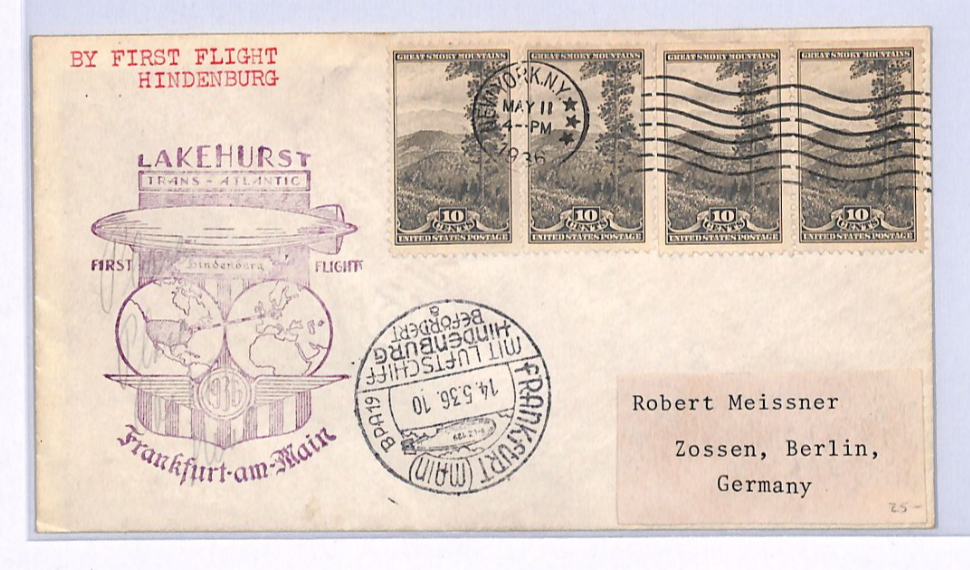 BY FIRST FLIGHT
HINDENBURG
GREAT SMOKY MOUNTAINS
10
CENTS
UNITED STATES POSTAGE
GREAT SMOKY MOUNTAINS
10
CENTS
UNITED STATES POSTAGE
GREAT SMOKY MOUNTAINS
10
CENTS
UNITED STATES POSTAGE
GREAT SMOKY MOUNTAINS
10
CENTS
UNITED STATES POSTAGE
NEW YORK, N.Y.
MAY 11
4-PM
1936
LAKEHURST
TRANS-ATLANTIC
FIRST Hindenburg FLIGHT
1936
Frankfurt-am-Main
FRANKFURT (MAIN)
14.5.36. 10
BPA19
MIT LUFTSCHIFF
HINDENBURG
BEFÖRDERT
Robert Meissner
Zossen, Berlin,
Germany
25-